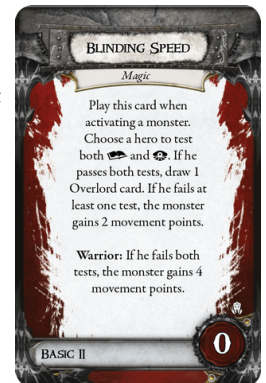 BLINDING SPEED
Magic
Play this card when
activating a monster.
Choose a hero to test
both and . If he
passes both tests, draw 1
Overlord card. If he fails at
least one test, the monster
gains 2 movement points.
Warrior: If he fails both
tests, the monster gains 4
movement points.
BASIC II
0